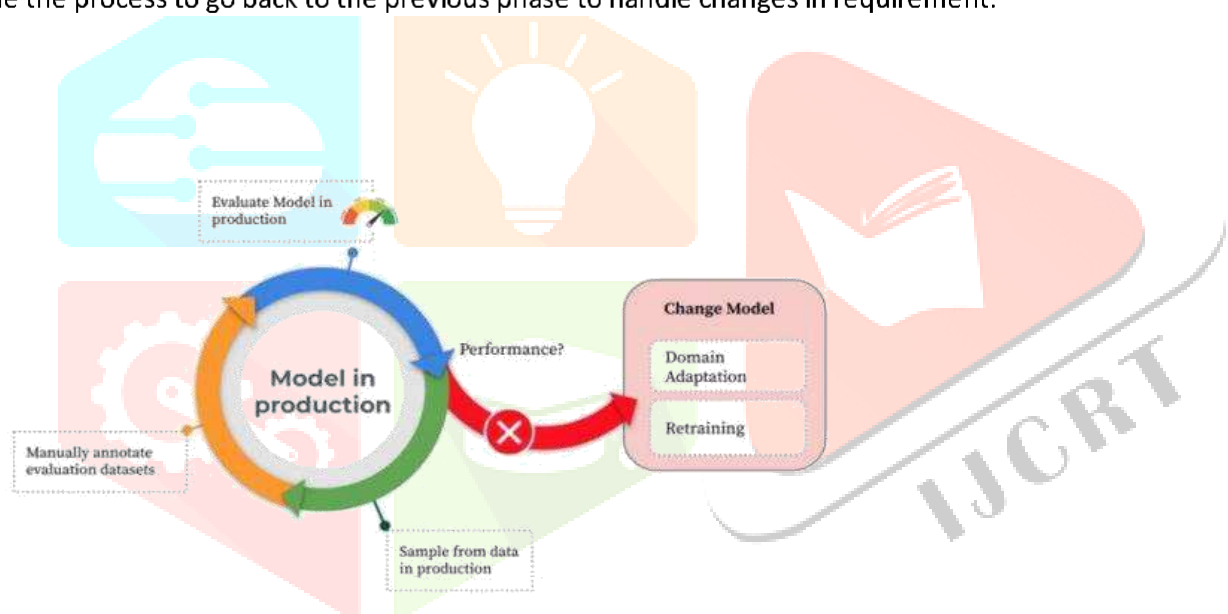 the process to go back to the previous phase to handle changes in requirement.
Evaluate Model in
production
Performance?
Change Model
Domain
Adaptation
Retraining
Model in
production
Manually annotate
evaluation datasets
Sample from data
in production
IJCRT